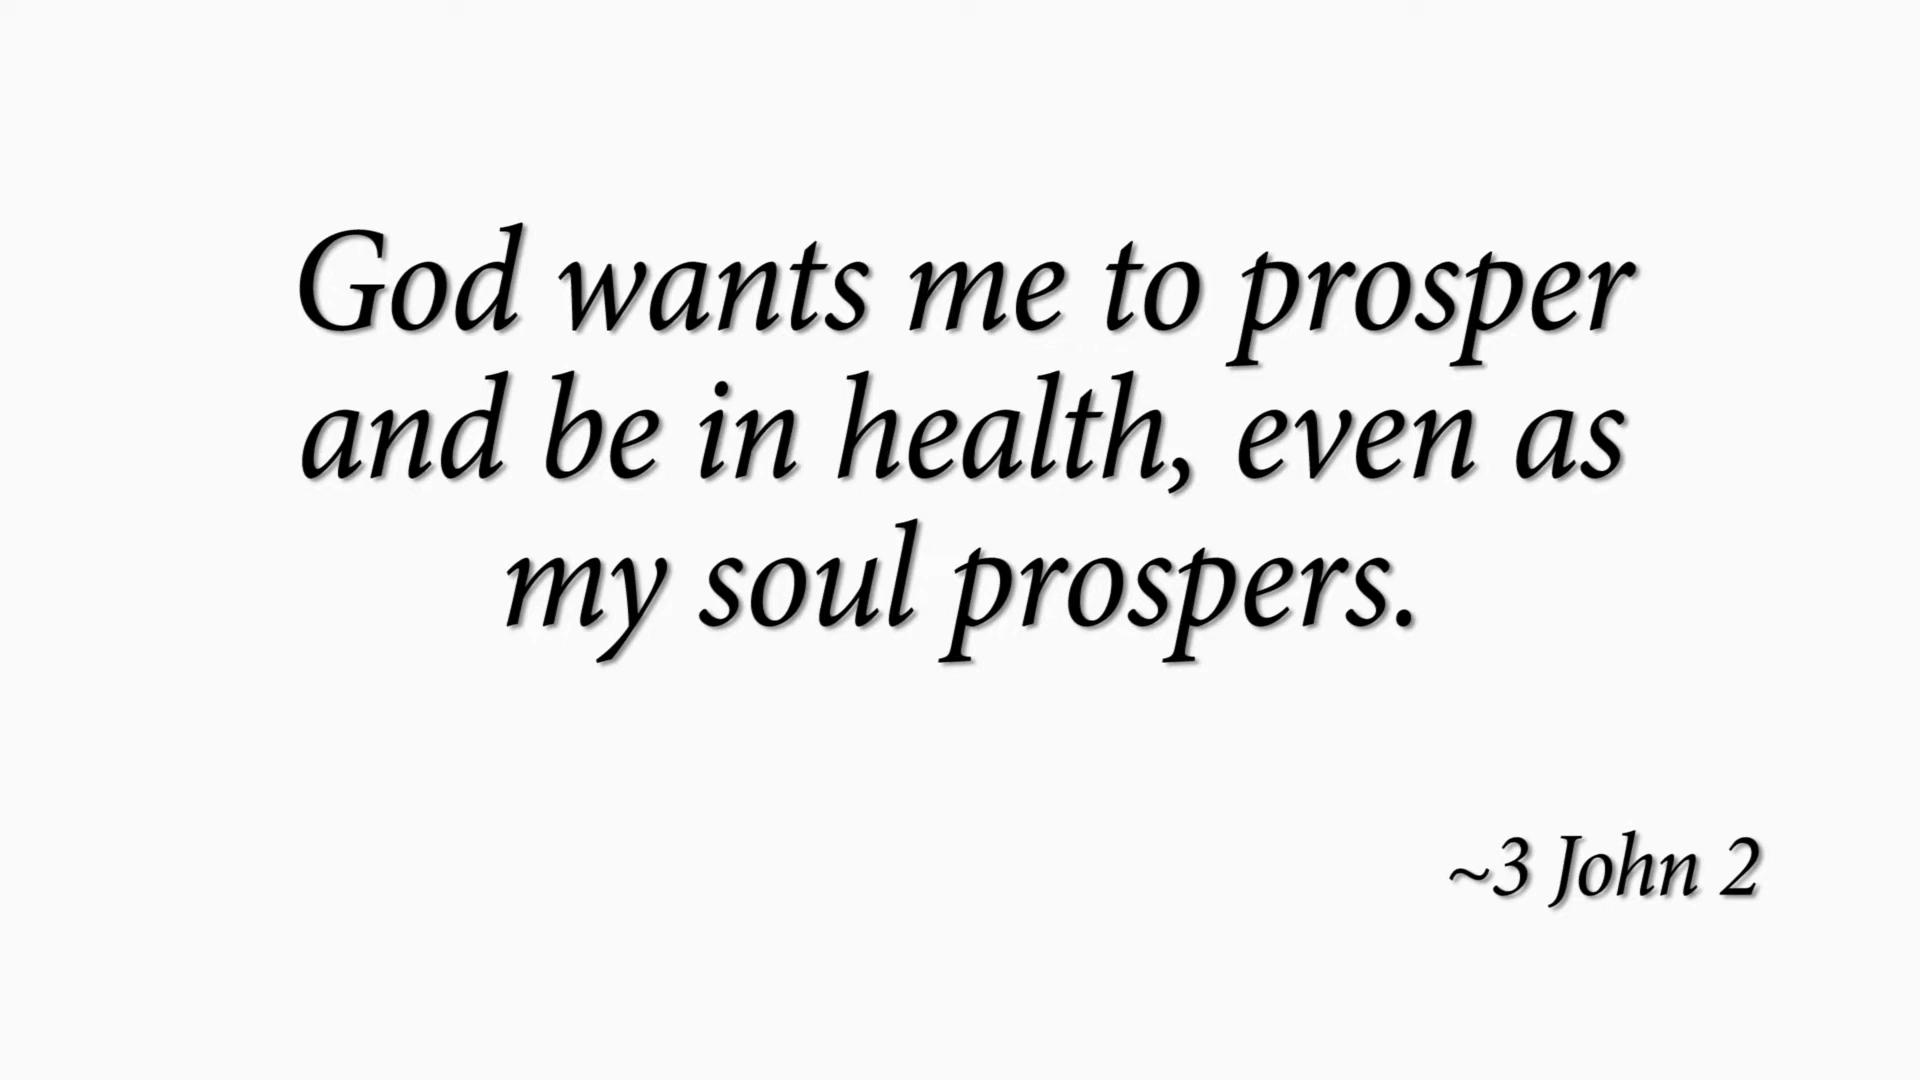 God wants me to prosper
and be in health, even as
my soul prospers.
~3 John 2